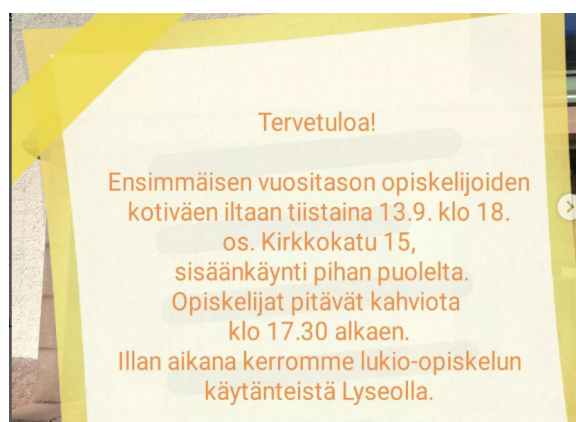 Tervetuloa!
Ensimmäisen vuositason opiskelijoiden
kotiväen iltaan tiistaina 13.9. klo 18.
os. Kirkkokatu 15,
sisäänkäynti pihan puolelta.
Opiskelijat pitävät kahviota
klo 17.30 alkaen.
Illan aikana kerromme lukio-opiskelun
käytänteistä Lyseolla.